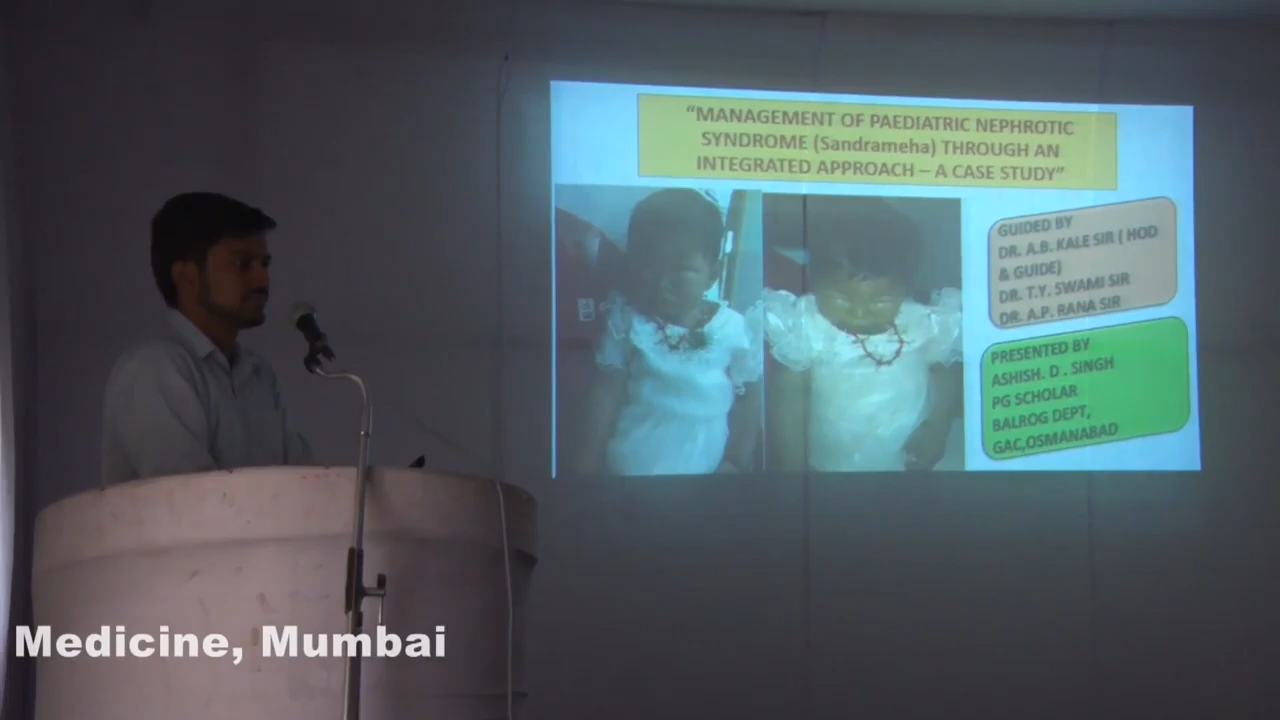 “MANAGEMENT OF PAEDIATRIC NEPHROTIC
SYNDROME (Sandrameha) THROUGH AN
INTEGRATED APPROACH – A CASE STUDY”
GUIDED BY
DR. A.B. KALE SIR ( HOD
& GUIDE)
DR. T.Y. SWAMI SIR
DR. A.P. RANA SIR
PRESENTED BY
ASHISH. D . SINGH
PG SCHOLAR
BALROG DEPT,
GAC,OSMANABAD
Medicine, Mumbai